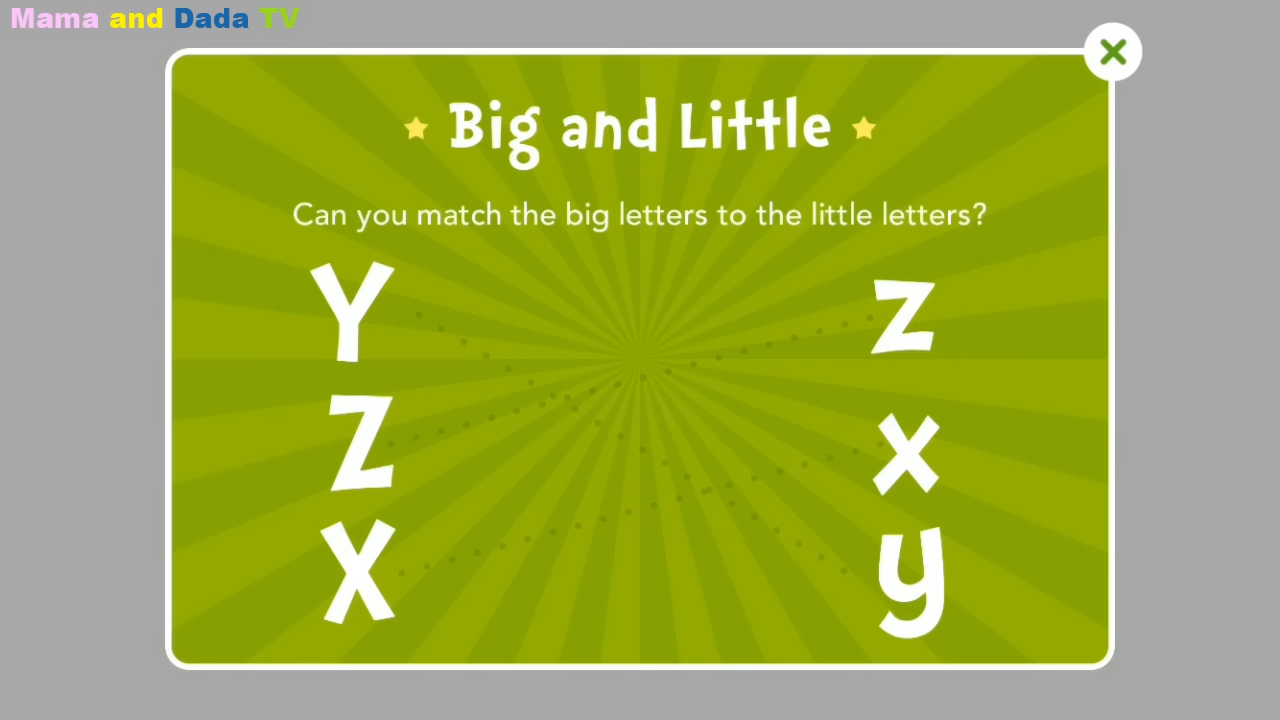 Mama and Dada TV
Big and Little
Can you match the big letters to the little letters?
Y z
Z x
X y